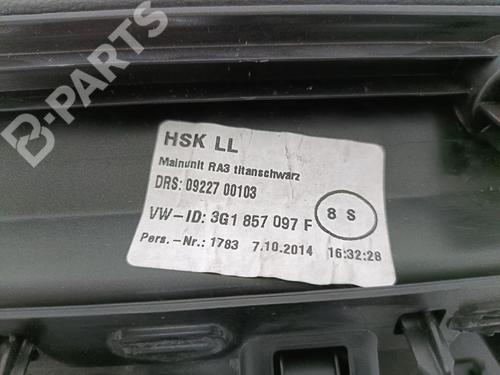 B-PARTS
HSK LL
Mainunit RA3 titanschwarz
DRS: 09227 00103
8 S
VW-ID: 3G1 857 097 F
Pers. -Nr.: 1783 7.10.2014 16:32:28